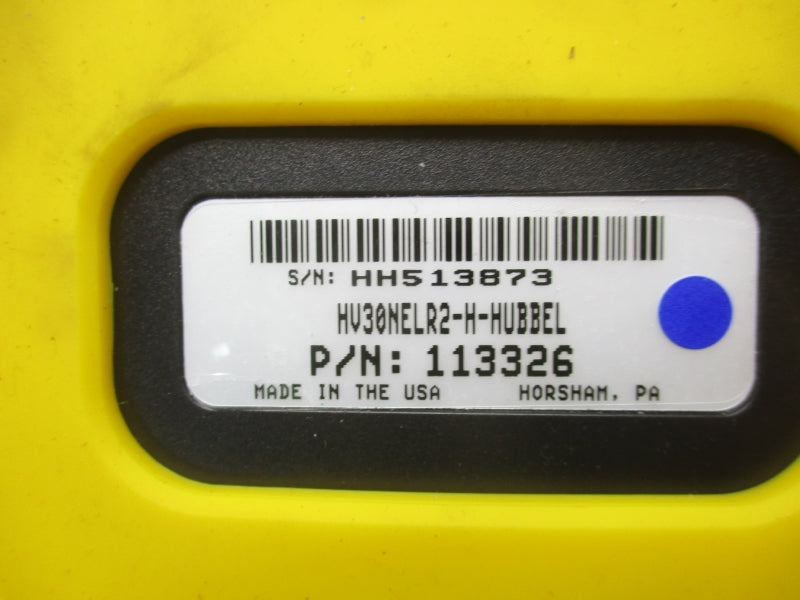 S/N: HH513873
HV30NELR2-H-HUBBEL
P/N: 113326
MADE IN THE USA HORSHAM, PA